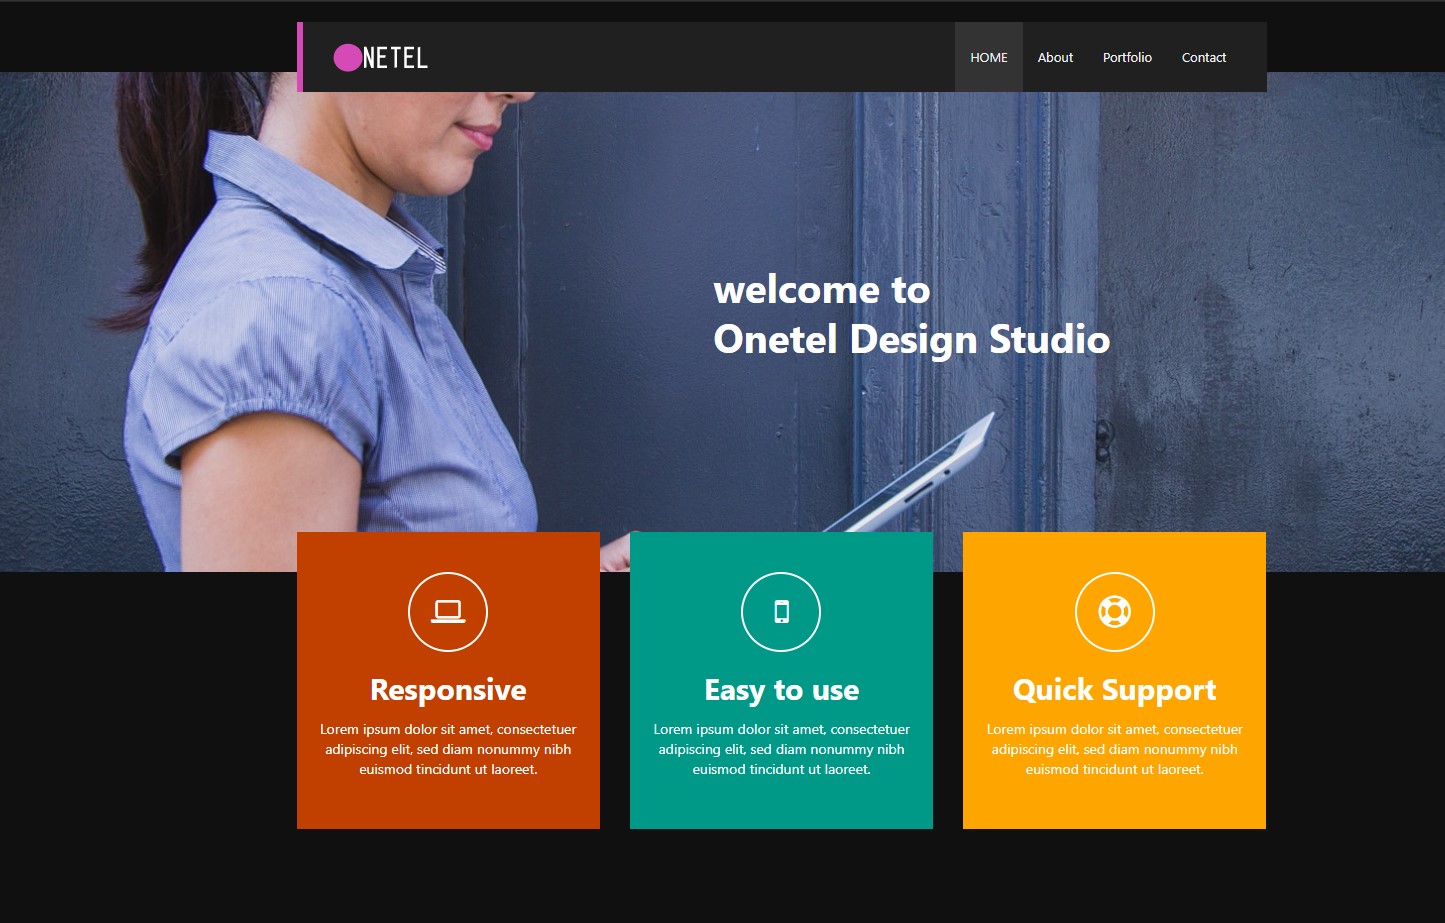 NETEL
HOME About Portfolio Contact
welcome to
Onetel Design Studio
Responsive
Lorem ipsum dolor sit amet, consectetuer
adipiscing elit, sed diam nonummy nibh
euismod tincidunt ut laoreet.
Easy to use
Lorem ipsum dolor sit amet, consectetuer
adipiscing elit, sed diam nonummy nibh
euismod tincidunt ut laoreet.
Quick Support
Lorem ipsum dolor sit amet, consectetuer
adipiscing elit, sed diam nonummy nibh
euismod tincidunt ut laoreet.